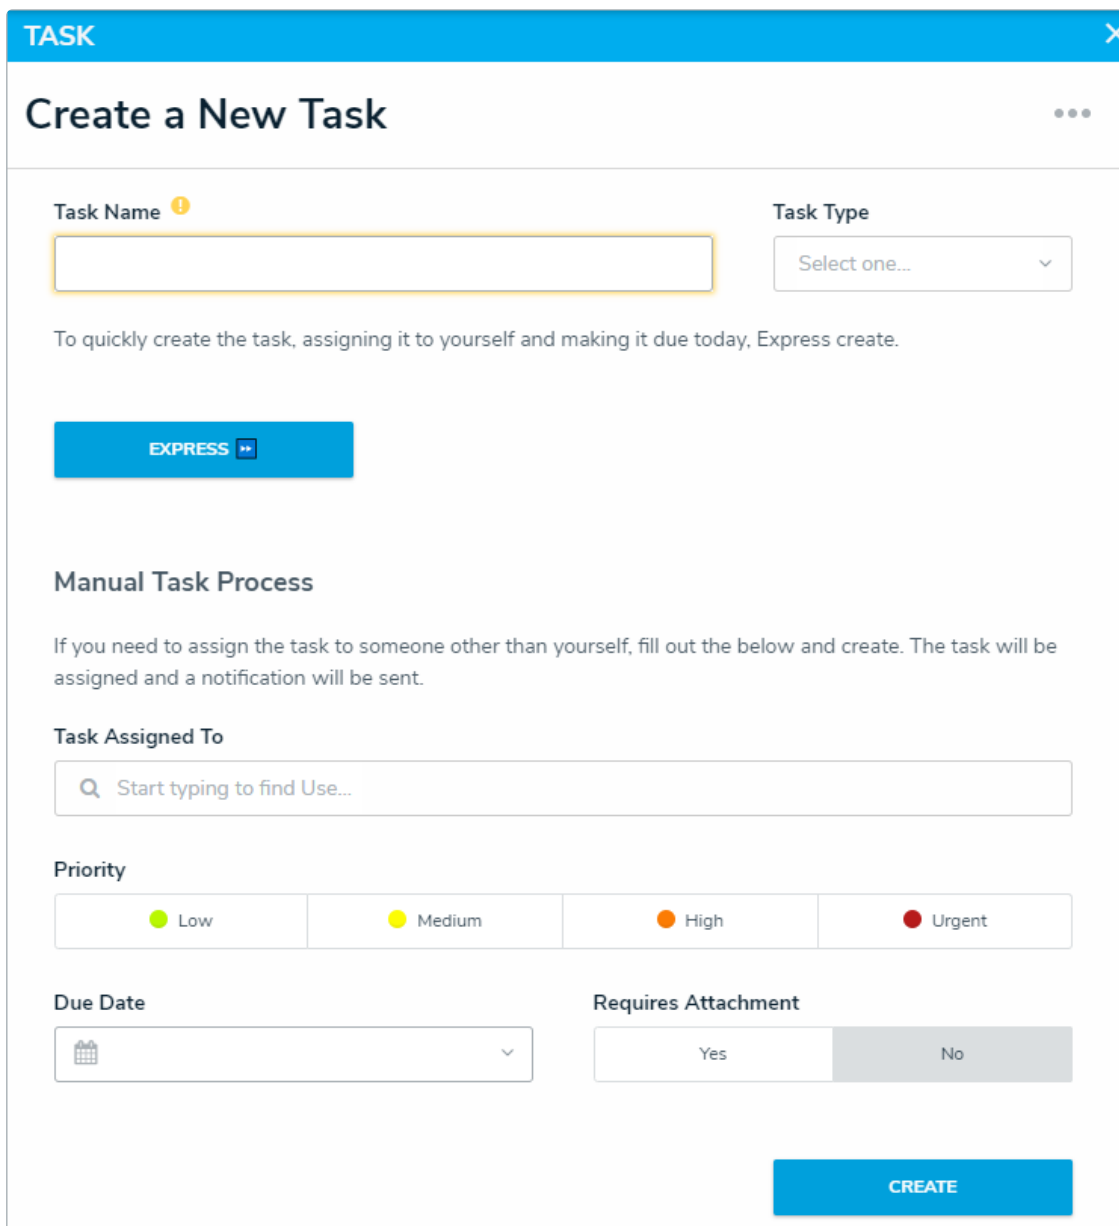 TASK
Create a New Task
Task Name
Task Type
Select one...
To quickly create the task, assigning it to yourself and making it due today, Express create.
EXPRESS
Manual Task Process
If you need to assign the task to someone other than yourself, fill out the below and create. The task will be
assigned and a notification will be sent.
Task Assigned To
Start typing to find Use...
Priority
Low Medium High Urgent
Due Date Requires Attachment
Yes No
CREATE